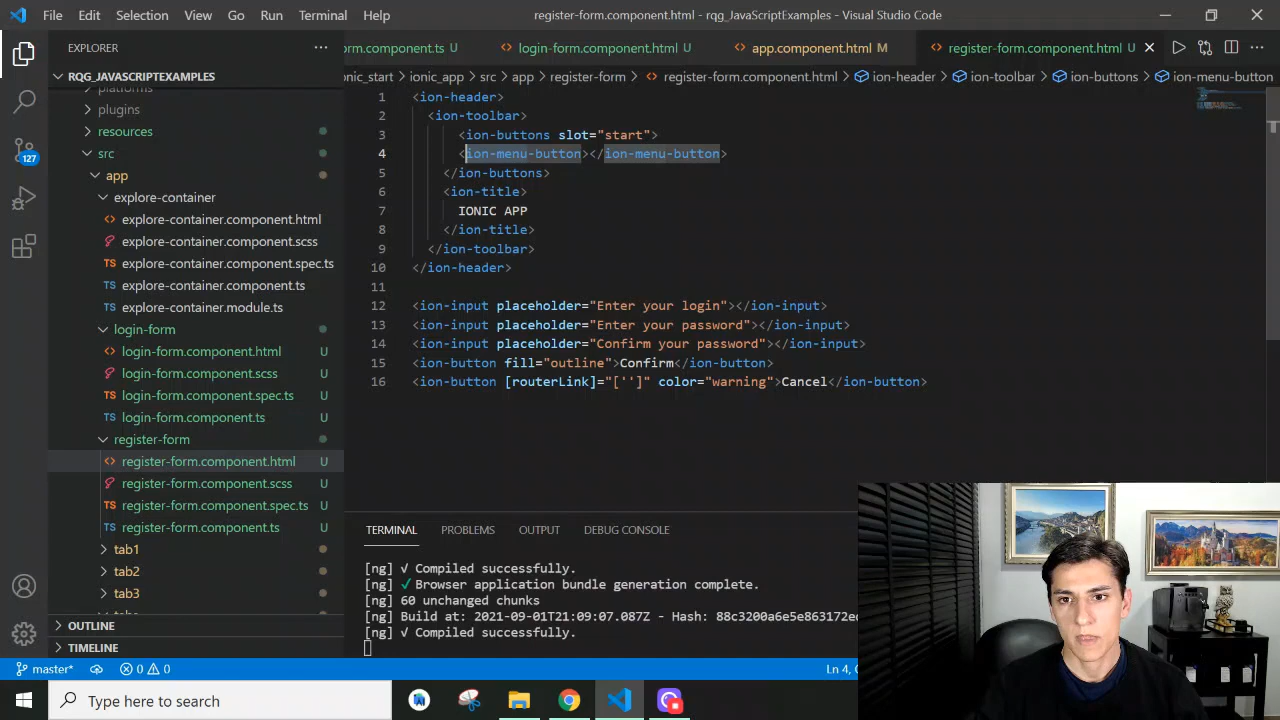 File Edit Selection View Go Run Terminal Help
register-form.component.html - rqg_JavaScriptExamples - Visual Studio Code
EXPLORER
RQG_JAVASCRIPTEXAMPLES
platforms
plugins
resources
src
app
explore-container
explore-container.component.html
explore-container.component.scss
explore-container.component.spec.ts
explore-container.component.ts
explore-container.module.ts
login-form
login-form.component.html U
login-form.component.scss U
login-form.component.spec.ts U
login-form.component.ts U
register-form
register-form.component.html U
register-form.component.scss U
register-form.component.spec.ts U
register-form.component.ts U
tab1
tab2
tab3
OUTLINE
TIMELINE
127
rm.component.ts U
login-form.component.html U
app.component.html M
register-form.component.html U
onic_start > ionic_app > src > app > register-form > register-form.component.html > ion-header > ion-toolbar > ion-buttons > ion-menu-button
1 <ion-header>
2 <ion-toolbar>
3 <ion-buttons slot="start">
4 <ion-menu-button></ion-menu-button>
5 </ion-buttons>
6 <ion-title>
7 IONIC APP
8 </ion-title>
9 </ion-toolbar>
10 </ion-header>
11
12 <ion-input placeholder="Enter your login"></ion-input>
13 <ion-input placeholder="Enter your password"></ion-input>
14 <ion-input placeholder="Confirm your password"></ion-input>
15 <ion-button fill="outline">Confirm</ion-button>
16 <ion-button [routerLink]="['']" color="warning">Cancel</ion-button>
TERMINAL PROBLEMS OUTPUT DEBUG CONSOLE
[ng] √ Compiled successfully.
[ng] ✓ Browser application bundle generation complete.
[ng] 60 unchanged chunks
[ng] Build at: 2021-09-01T21:09:07.087Z - Hash: 88c3200a6e5e863172e
[ng] √ Compiled successfully.
master* 0 0
Ln 4,
Type here to search